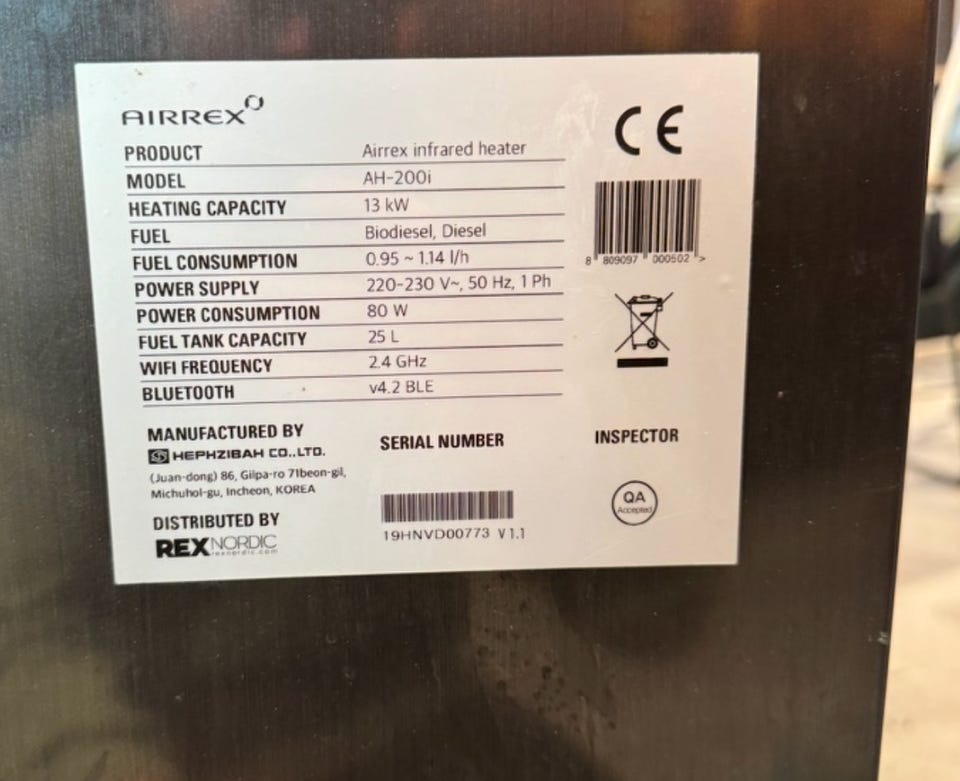 AIRREX
PRODUCT Airrex infrared heater
MODEL AH-200i
HEATING CAPACITY 13 kW
FUEL Biodiesel, Diesel
FUEL CONSUMPTION 0.95 ~ 1.14 l/h
POWER SUPPLY 220-230 V~, 50 Hz, 1 Ph
POWER CONSUMPTION 80 W
FUEL TANK CAPACITY 25 L
WIFI FREQUENCY 2.4 GHz
BLUETOOTH v4.2 BLE
CE
8 809097 000502 >
MANUFACTURED BY
HEPHZIBAH CO.,LTD.
(Juan-dong) 86, Gilpa-ro 71beon-gil,
Michuhol-gu, Incheon, KOREA
DISTRIBUTED BY
REXNORDIC
rexnordic.com
SERIAL NUMBER
19HNVD00773 V1.1
INSPECTOR
QA
Accepted